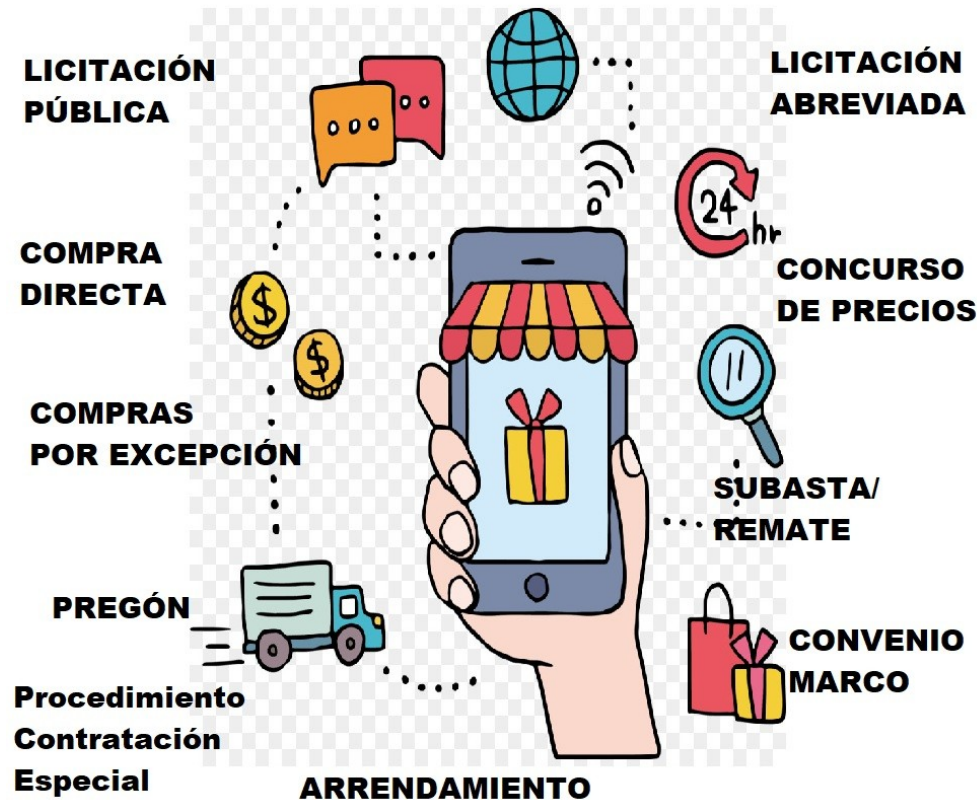 LICITACIÓN
PÚBLICA
LICITACIÓN
ABREVIADA
24
hr
COMPRA
DIRECTA
$
$
CONCURSO
DE PRECIOS
COMPRAS
POR EXCEPCIÓN
SUBASTA/
REMATE
PREGÓN
CONVENIO
MARCO
Procedimiento
Contratación
Especial
ARRENDAMIENTO